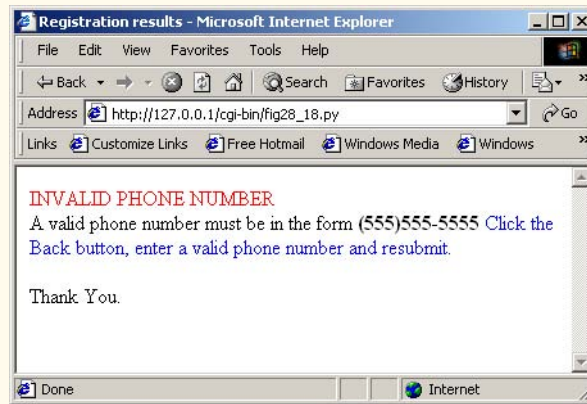 Registration results - Microsoft Internet Explorer
File Edit View Favorites Tools Help
Back Search Favorites History
Address http://127.0.0.1/cgi-bin/fig28_18.py Go
Links Customize Links Free Hotmail Windows Media Windows
INVALID PHONE NUMBER
A valid phone number must be in the form (555)555-5555 Click the
Back button, enter a valid phone number and resubmit.
Thank You.
Done Internet